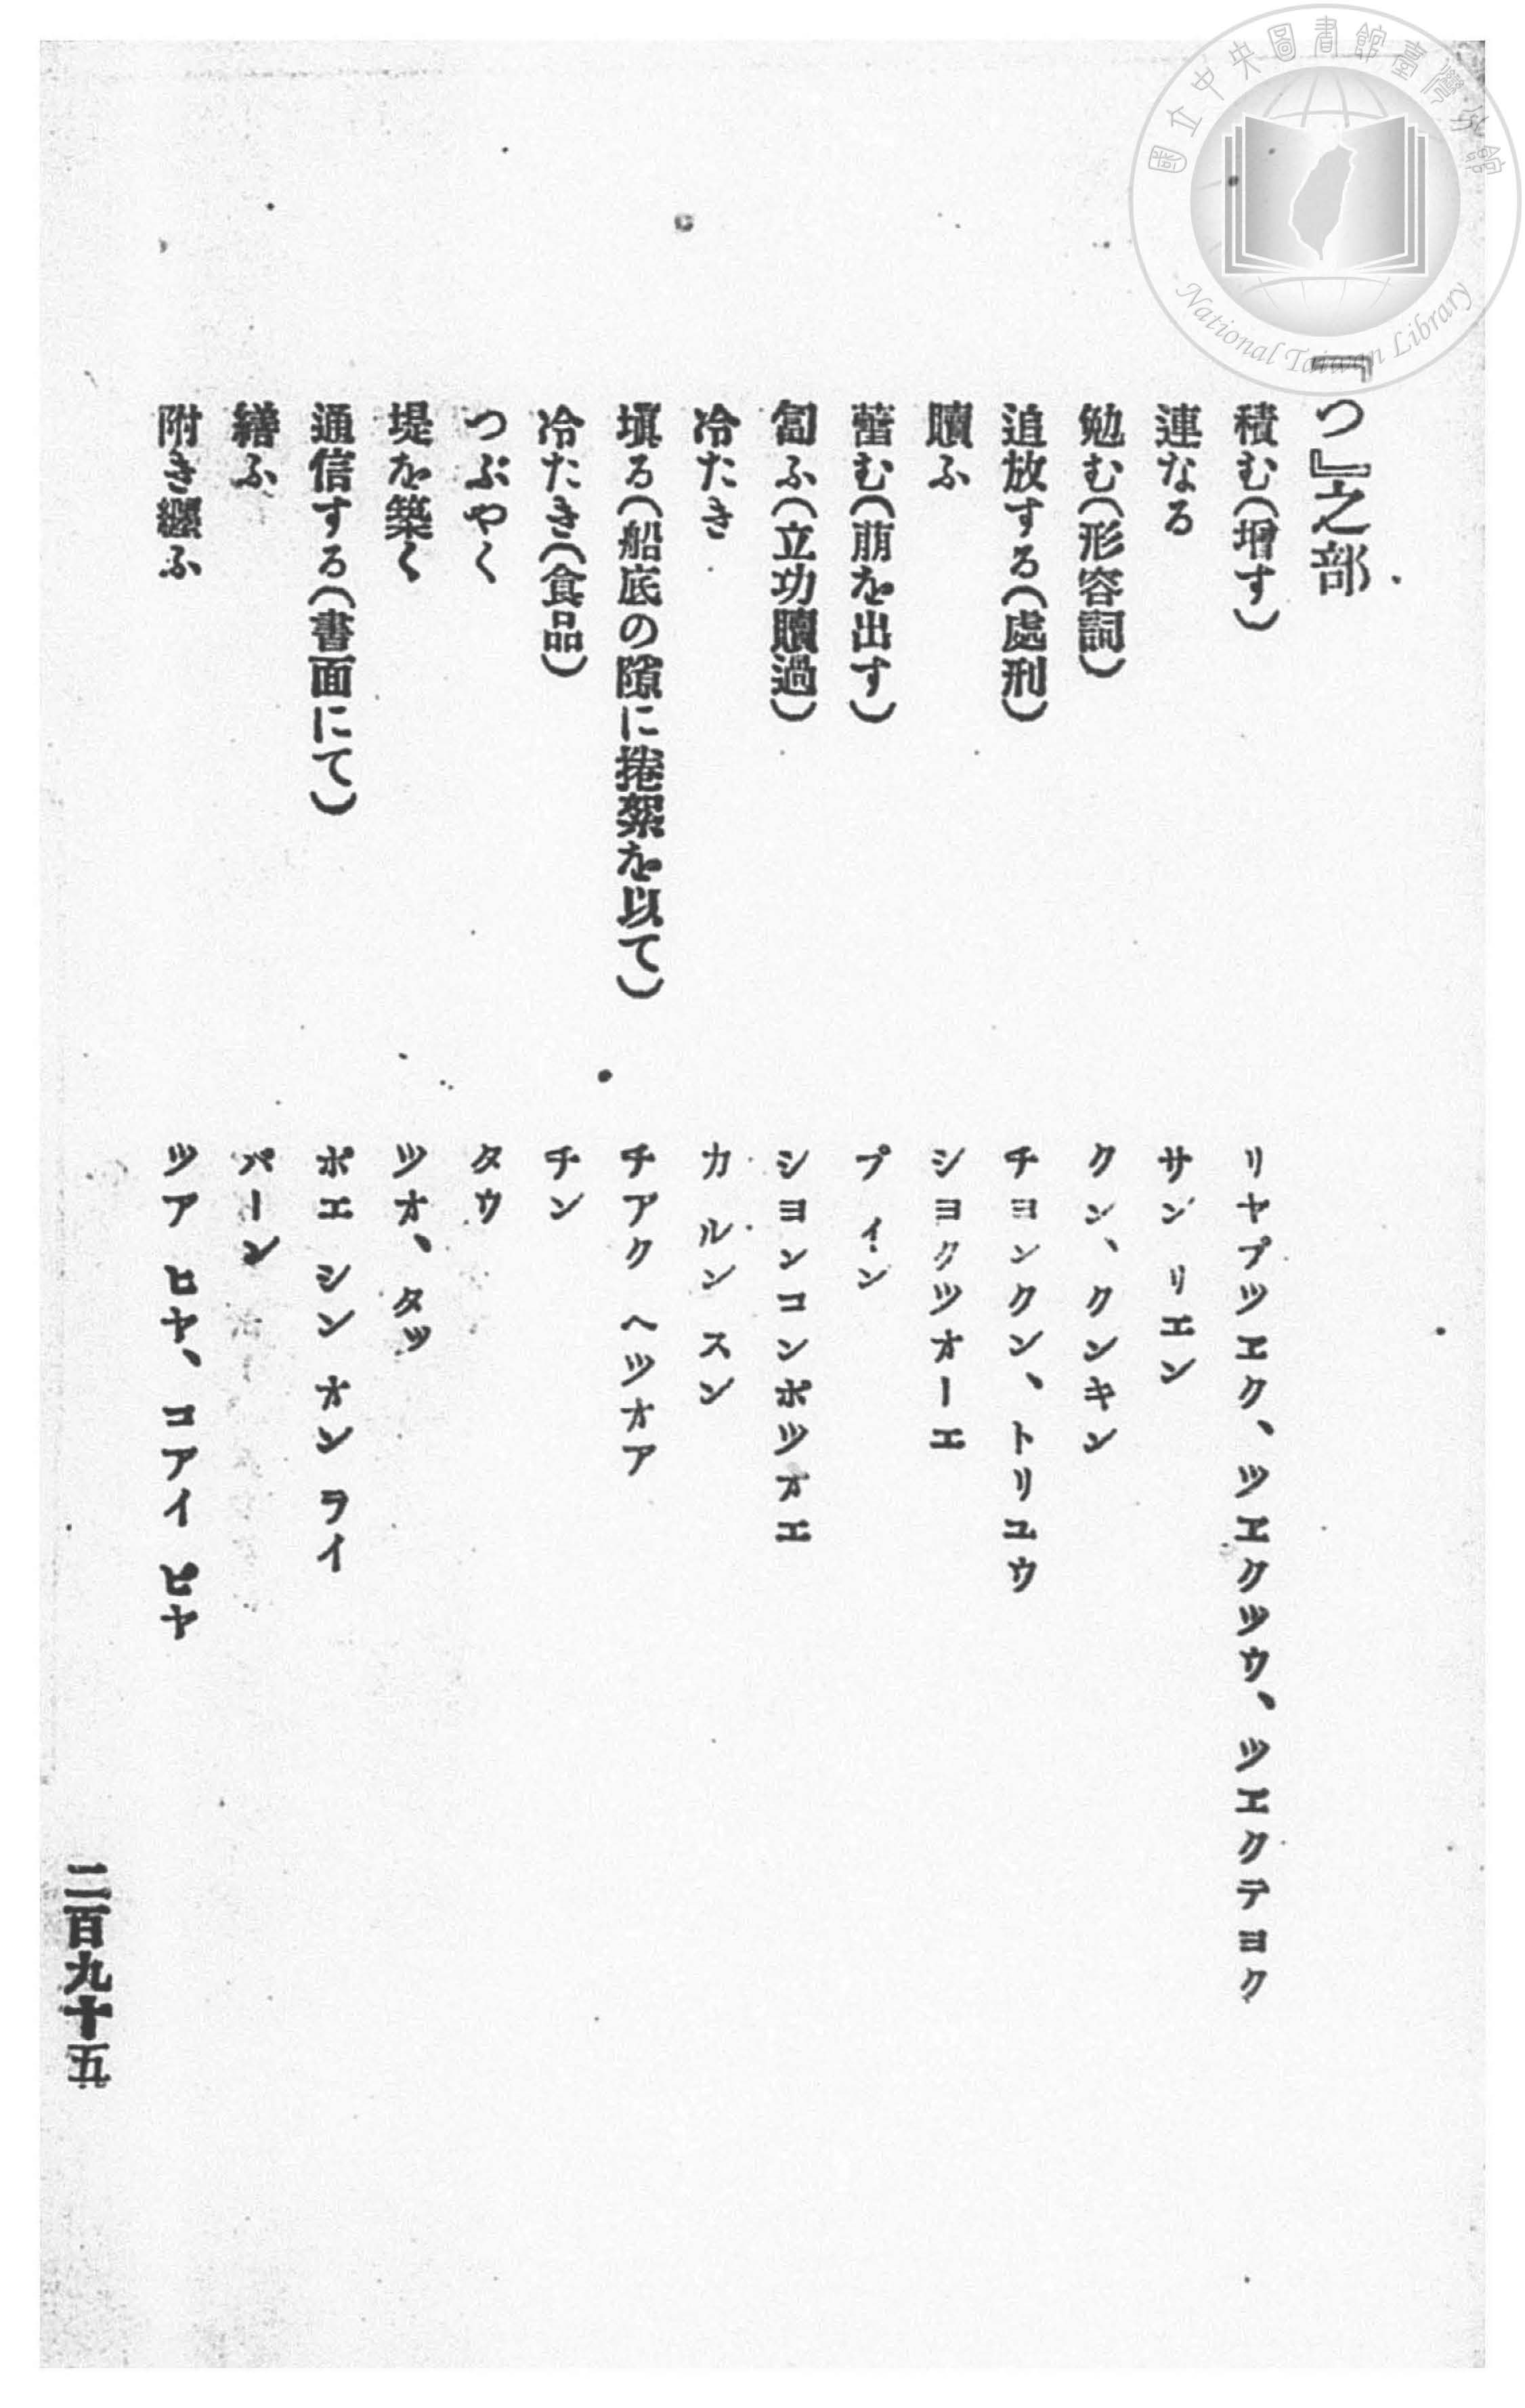 『つ』之部
積む(增す) リヤプツエク、ツエクツウ、ツエクテヨク
連なる サン リエン
勉む(形容詞) クン、クンキン
追放する(處刑) チヨンクン、トリユウ
贖ふ シヨクツオーエ
蕾む(萠を出す) プイン
匐ふ(立功贖過) シヨンコンポツオエ
冷たき カルン スン
塡る(船底の隙に捲絮を以て) チアク ヘツオア
冷たき(食品) チン
つぶやく タウ
堤を築く ツオ、タツ
通信する(書面にて) ポエ シン オン ライ
繕ふ パーン
附き纒ふ ツア ヒヤ、コアイ ピヤ
二百九十五
國立中央圖書館臺灣分館
National Taiwan Library